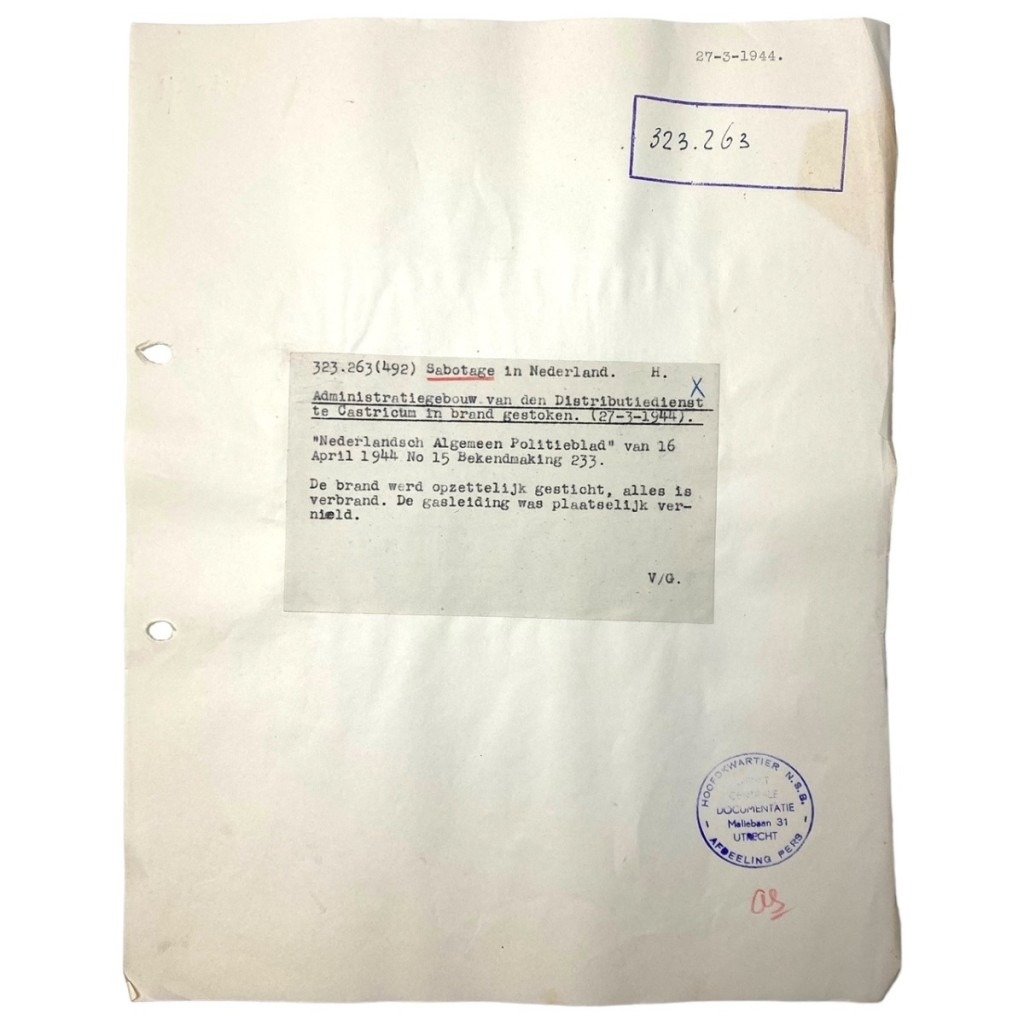 27-3-1944.
323.263
323.263(492) Sabotage in Nederland. H.
X
Administratiegebouw van den Distributiedienst
te Castricum in brand gestoken. (27-3-1944).
"Nederlandsch Algemeen Politieblad" van 16
April 1944 No 15 Bekendmaking 233.
De brand werd opzettelijk gesticht, alles is
verbrand. De gasleiding was plaatselijk ver-
nield.
V/G.
HOOFDKWARTIER N.S.B.
CENTRALE
DOCUMENTATIE
Maliebaan 31
UTRECHT
AFDEELING PERS